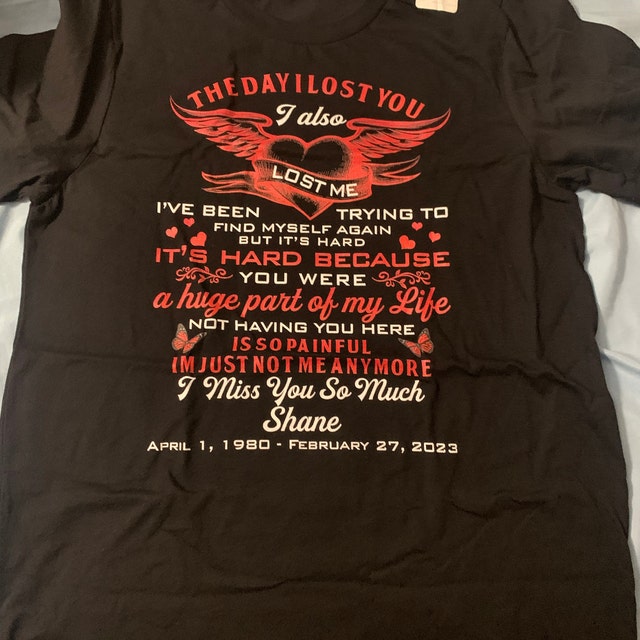 THE DAY I LOST YOU
I also
LOST ME
I'VE BEEN TRYING TO
FIND MYSELF AGAIN
BUT IT'S HARD
IT'S HARD BECAUSE
YOU WERE
a huge part of my Life
NOT HAVING YOU HERE
IS SO PAINFUL
IM JUST NOT ME ANYMORE
I Miss You So Much
Shane
APRIL 1, 1980 - FEBRUARY 27, 2023